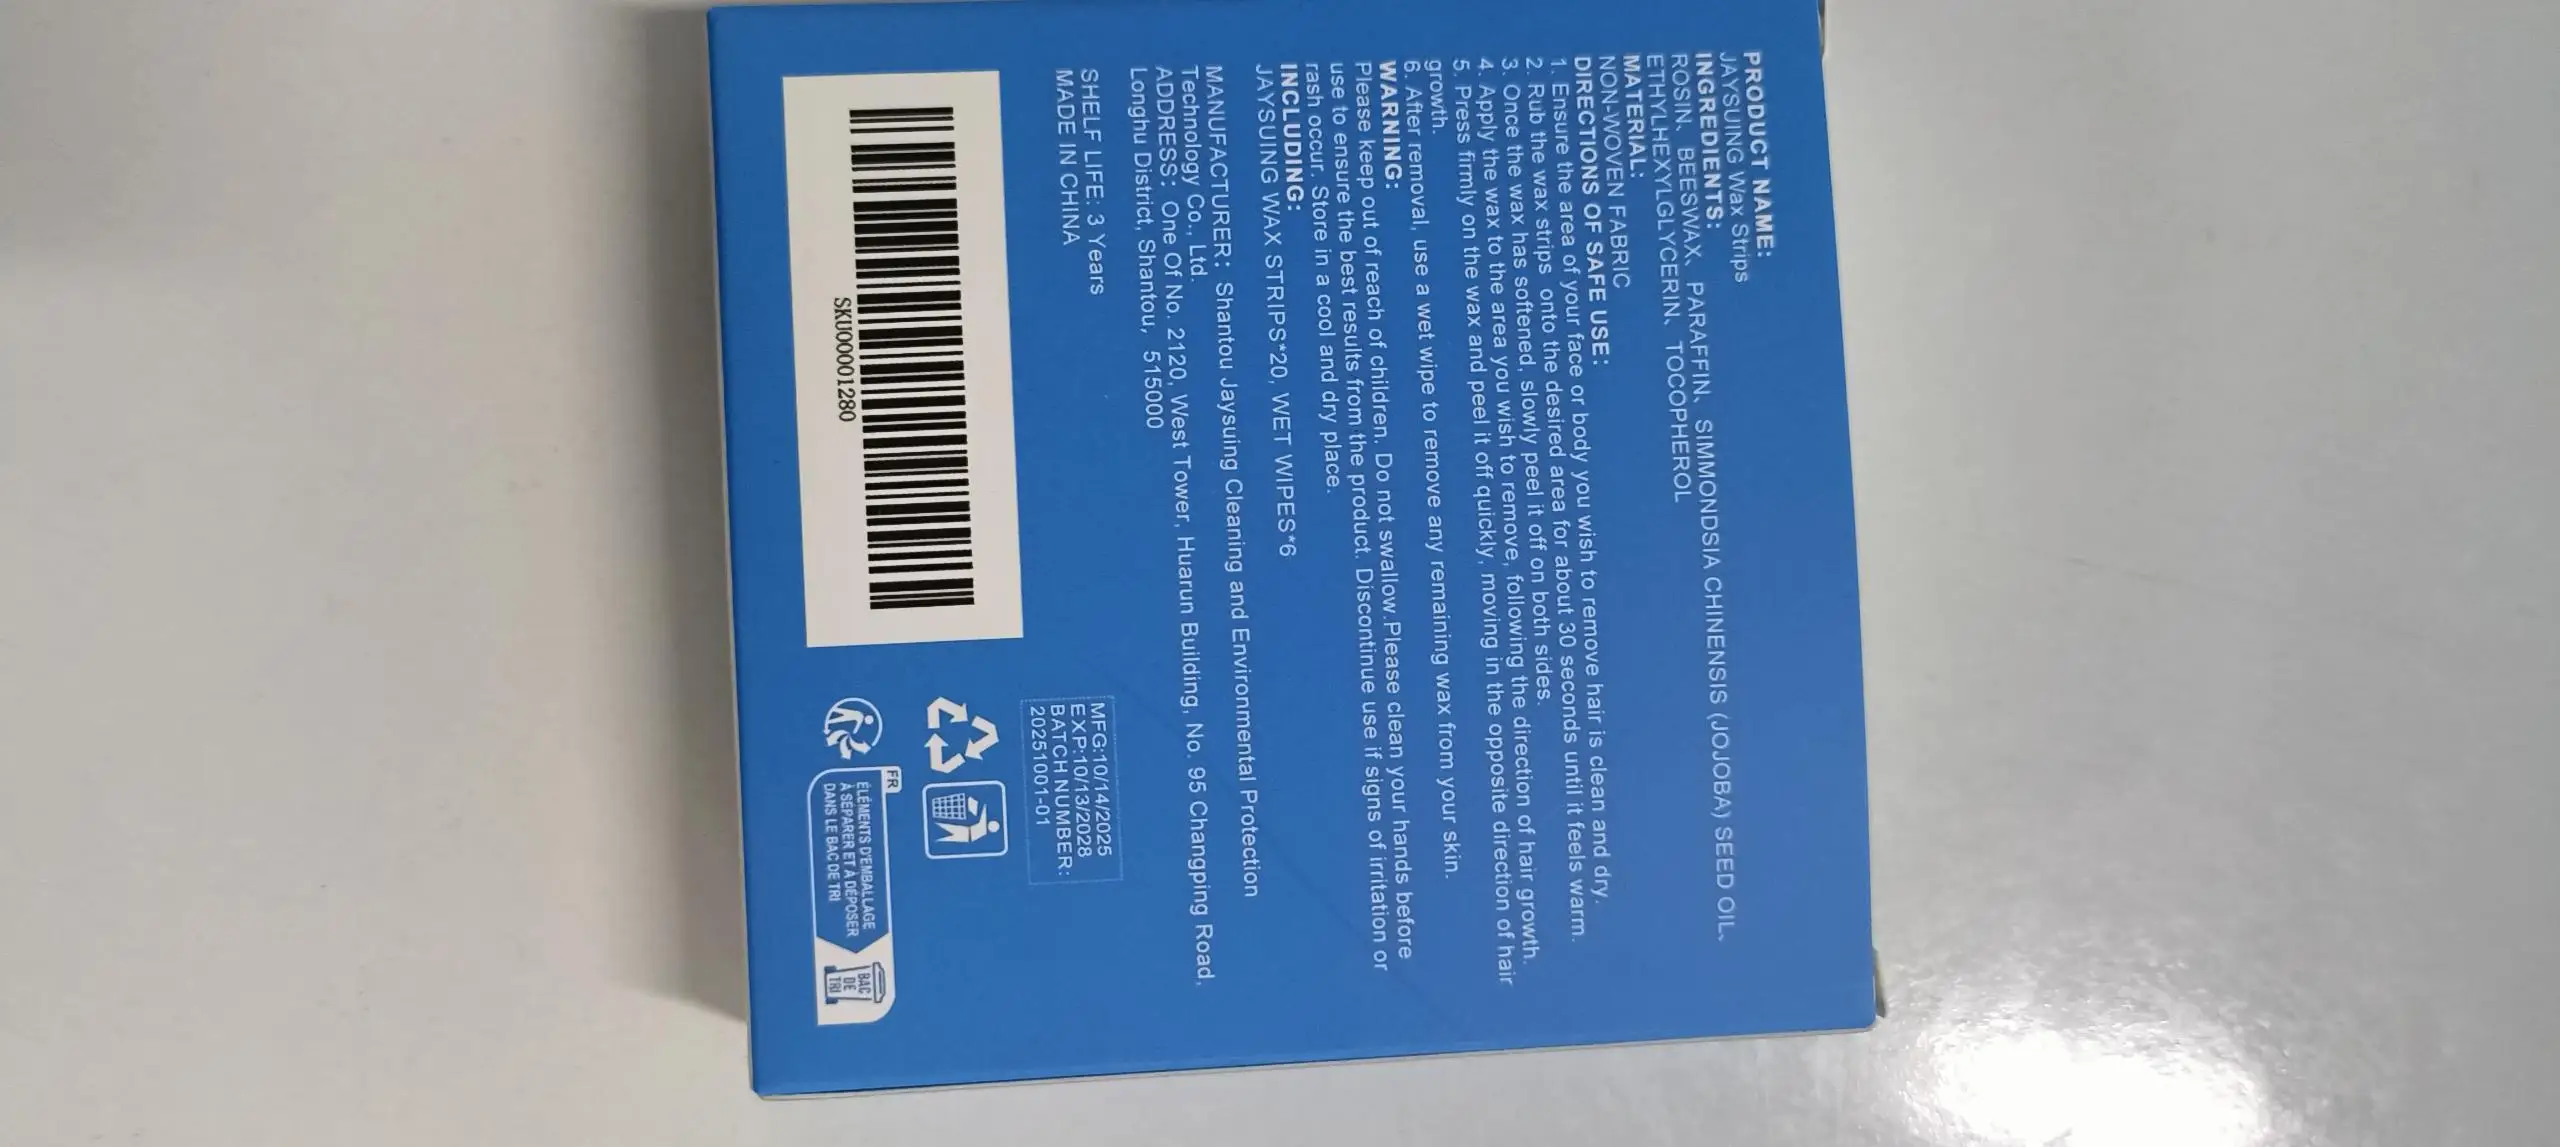 PRODUCT NAME:
JAYSUING Wax Strips
INGREDIENTS:
ROSIN、BEESWAX、PARAFFIN、SIMMONDSIA CHINENSIS (JOJOBA) SEED OIL、
ETHYLHEXYLGLYCERIN、TOCOPHEROL
MATERIAL:
NON-WOVEN FABRIC
DIRECTIONS OF SAFE USE:
1. Ensure the area of your face or body you wish to remove hair is clean and dry.
2. Rub the wax strips onto the desired area for about 30 seconds until it feels warm.
3. Once the wax has softened, slowly peel it off on both sides.
4. Apply the wax to the area you wish to remove, following the direction of hair growth.
5. Press firmly on the wax and peel it off quickly, moving in the opposite direction of hair
growth.
6. After removal, use a wet wipe to remove any remaining wax from your skin.
WARNING:
Please keep out of reach of children. Do not swallow.Please clean your hands before
use to ensure the best results from the product. Discontinue use if signs of irritation or
rash occur. Store in a cool and dry place.
INCLUDING:
JAYSUING WAX STRIPS*20, WET WIPES*6
MANUFACTURER: Shantou Jaysuing Cleaning and Environmental Protection
Technology Co., Ltd.
ADDRESS: One Of No. 2120, West Tower, Huarun Building, No. 95 Changping Road,
Longhu District, Shantou, 515000
SHELF LIFE: 3 Years
MADE IN CHINA
MFG:10/14/2025
EXP:10/13/2028
BATCH NUMBER:
20251001-01
SKU00001280
FR
ÉLÉMENTS D'EMBALLAGE
À SÉPARER ET À DÉPOSER
DANS LE BAC DE TRI
BAC
DE
TRI